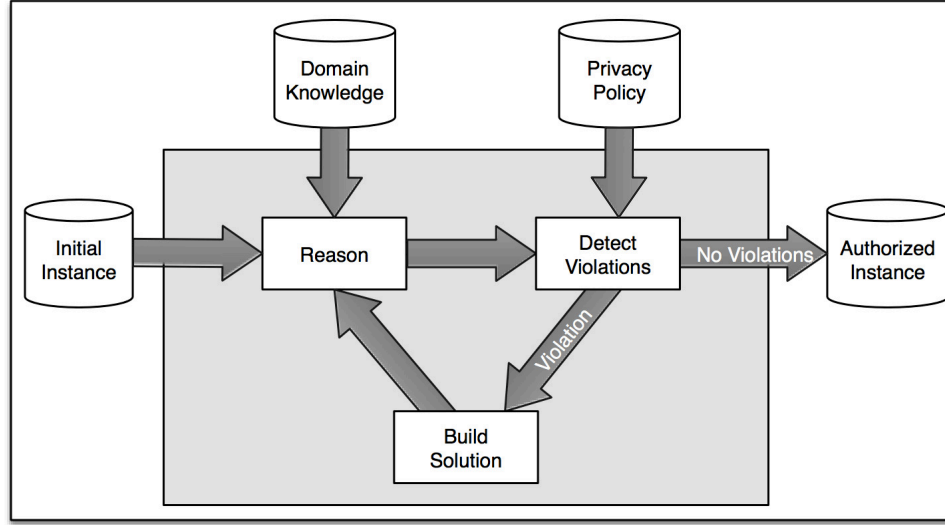 Domain
Knowledge
Privacy
Policy
Initial
Instance
Reason
Detect
Violations
No Violations
Authorized
Instance
Violation
Build
Solution